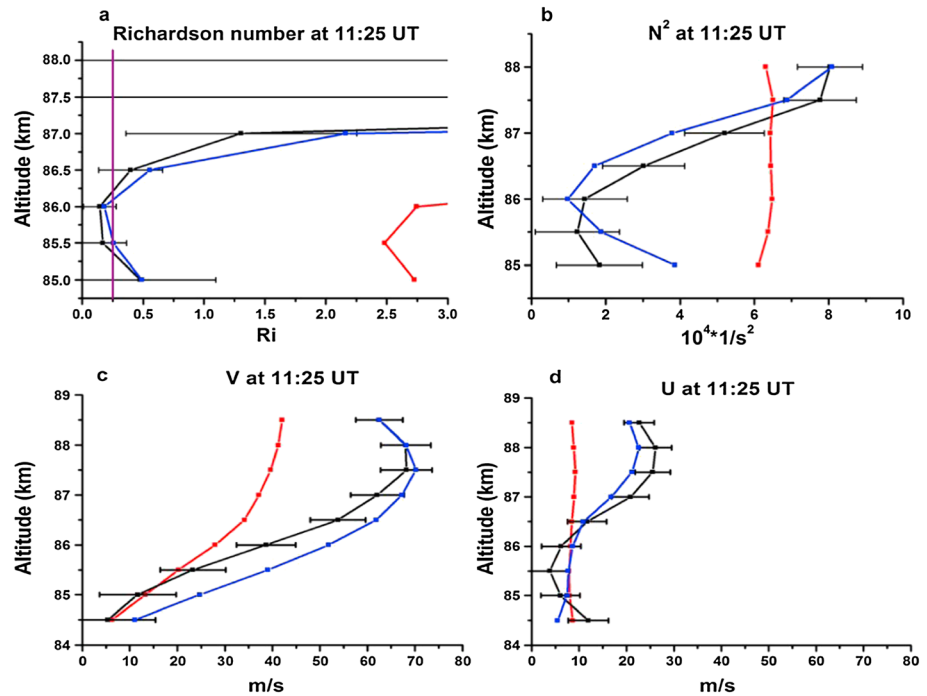 a
Richardson number at 11:25 UT
Altitude (km)
88.0
87.5
87.0
86.5
86.0
85.5
85.0
0.0 0.5 1.0 1.5 2.0 2.5 3.0
Ri
b
N² at 11:25 UT
Altitude (km)
88
87
86
85
0 2 4 6 8 10
10⁴*1/s²
c
V at 11:25 UT
Altitude (km)
89
88
87
86
85
84
0 10 20 30 40 50 60 70 80
m/s
d
U at 11:25 UT
Altitude (km)
89
88
87
86
85
84
0 10 20 30 40 50 60 70 80
m/s